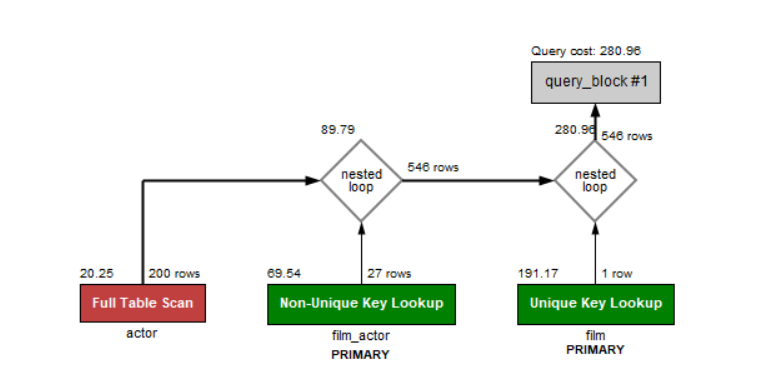 Query cost: 280.96
query_block #1
89.79
280.96
546 rows
nested
loop
546 rows
nested
loop
20.25
200 rows
69.54
27 rows
191.17
1 row
Full Table Scan
Non-Unique Key Lookup
Unique Key Lookup
actor
film_actor
film
PRIMARY
PRIMARY